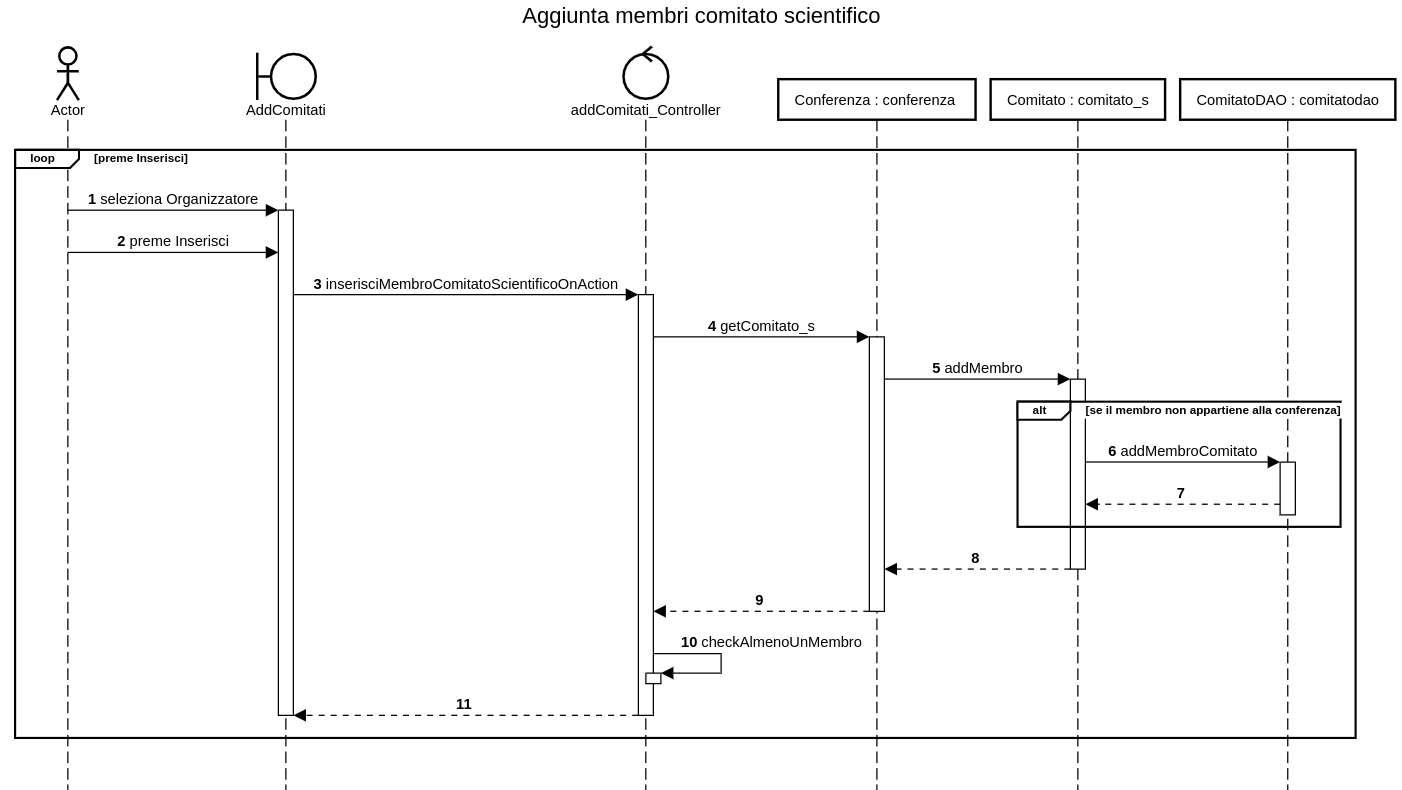 Aggiunta membri comitato scientifico
Actor
AddComitati
addComitati_Controller
Conferenza : conferenza
Comitato : comitato_s
ComitatoDAO : comitatodao
loop
[preme Inserisci]
1 seleziona Organizzatore
2 preme Inserisci
3 inserisciMembroComitatoScientificoOnAction
4 getComitato_s
5 addMembro
alt
[se il membro non appartiene alla conferenza]
6 addMembroComitato
7
8
9
10 checkAlmenoUnMembro
11